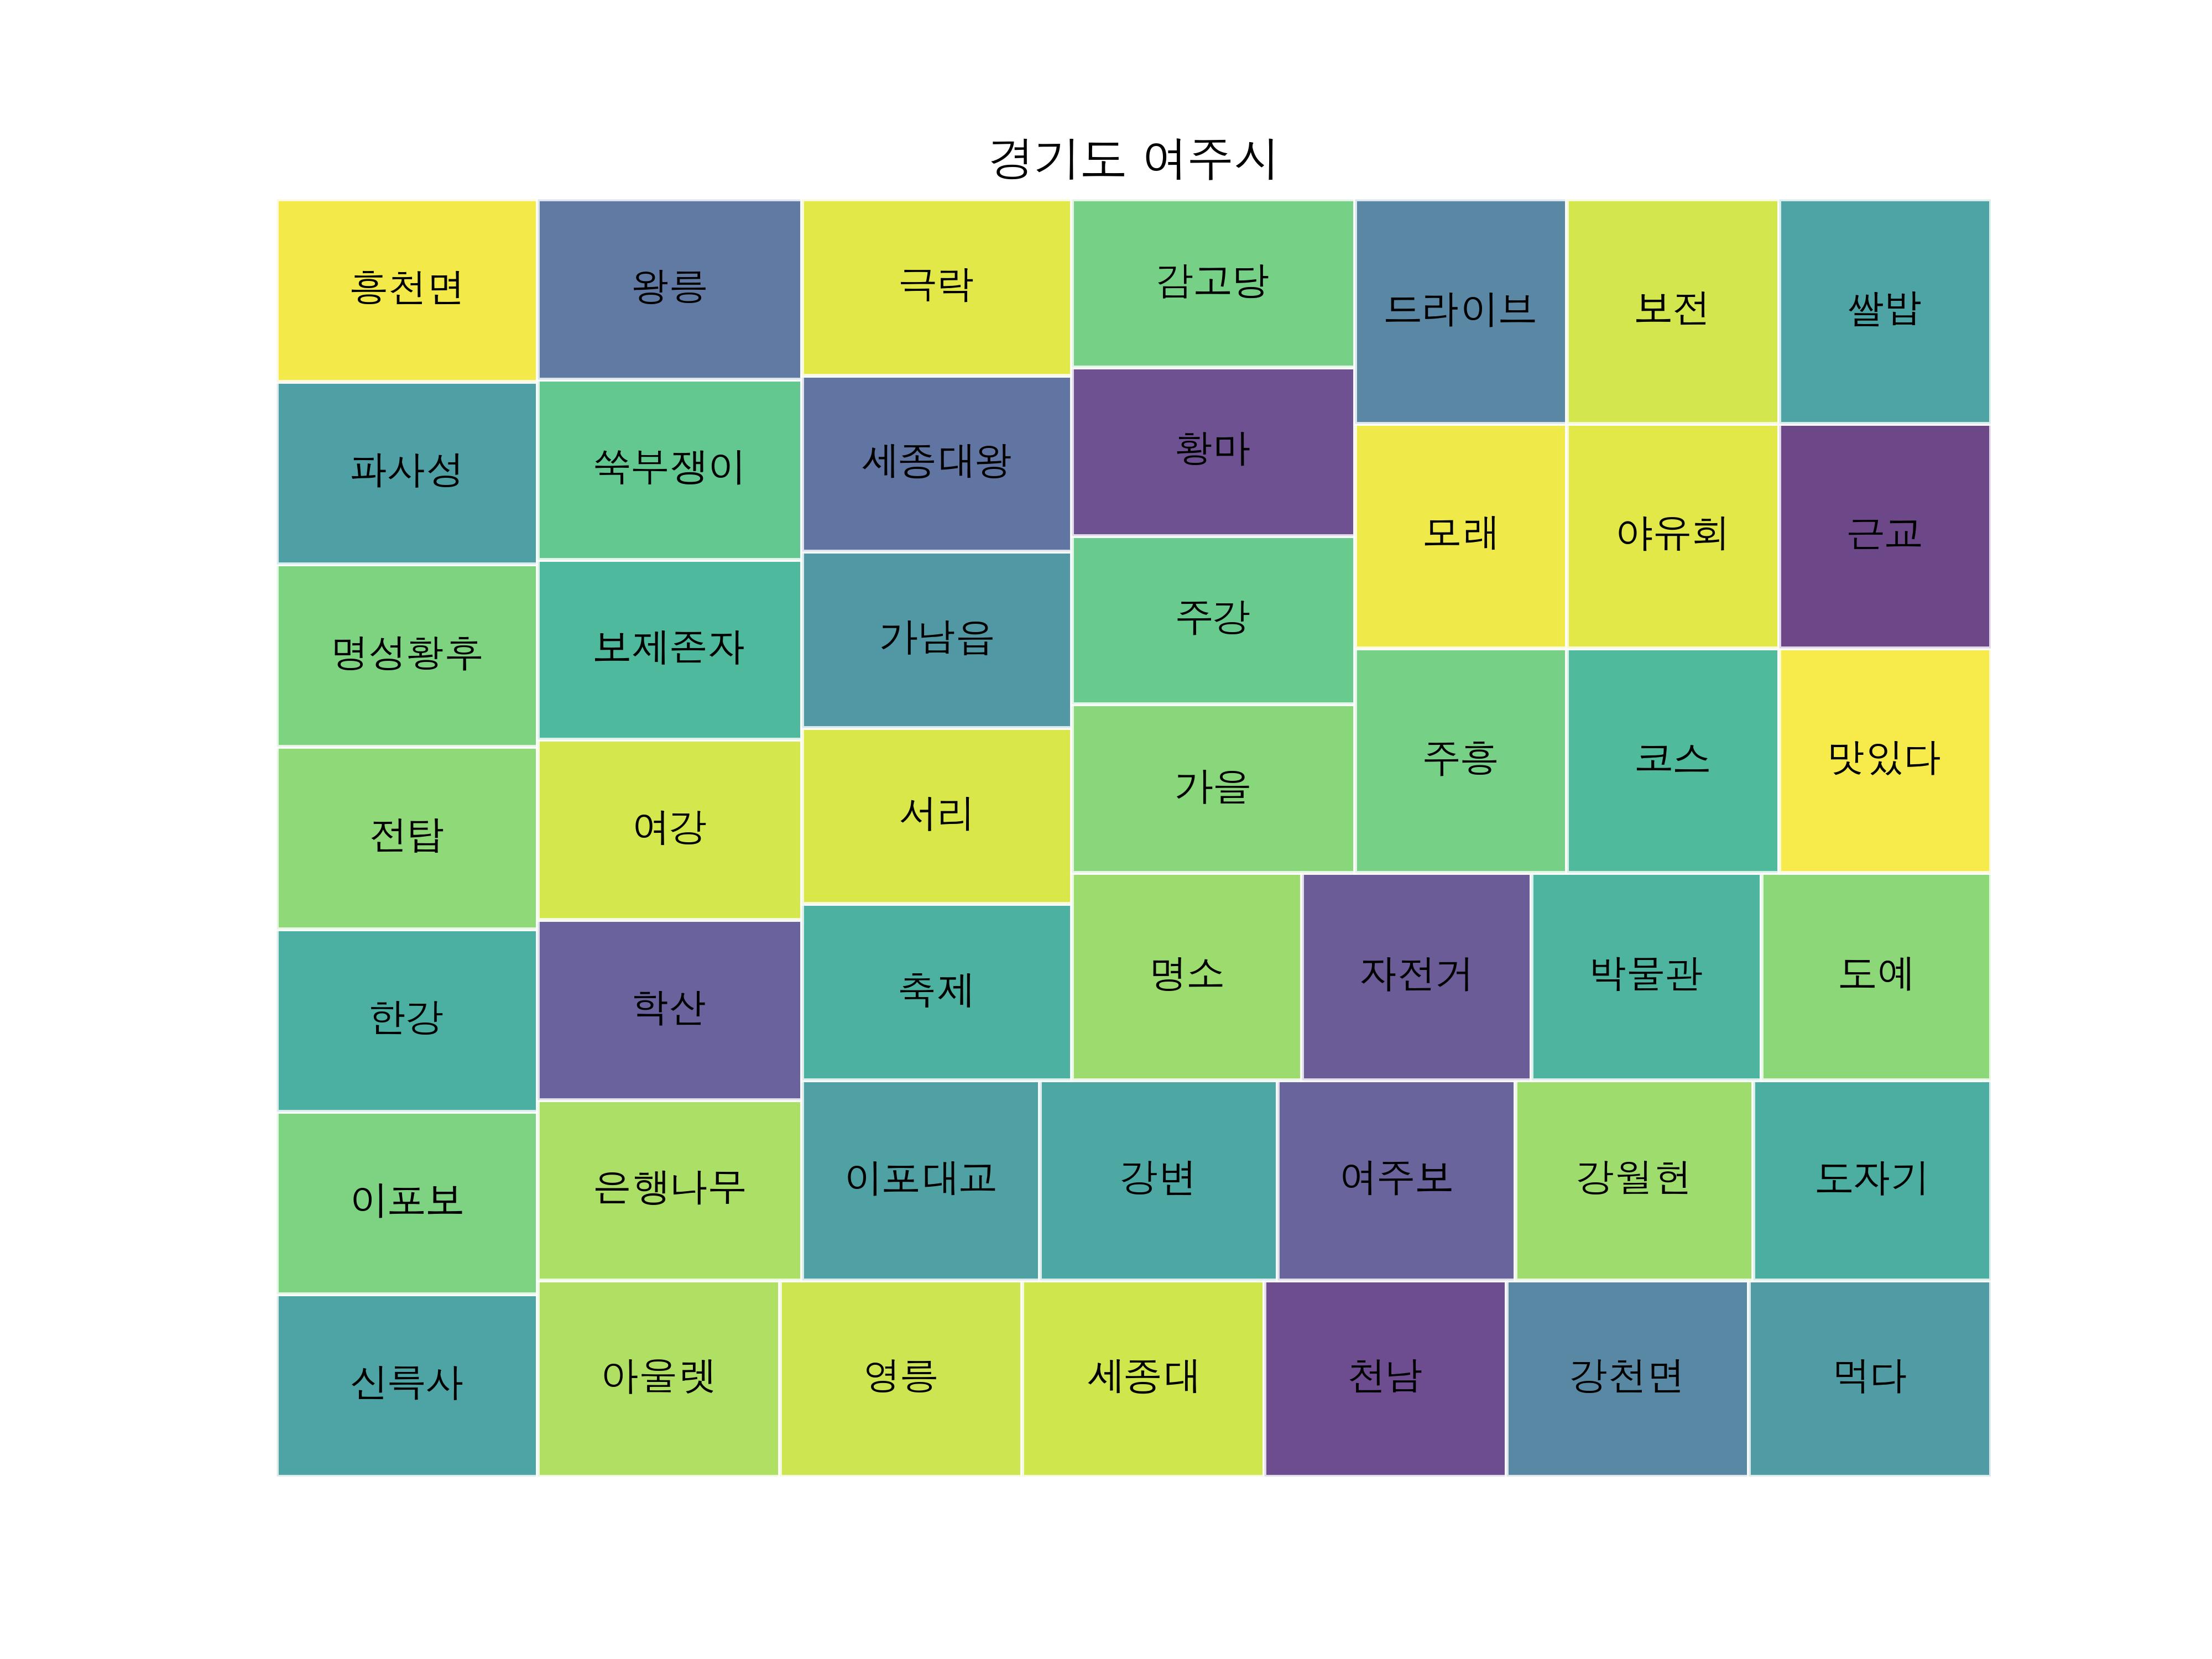 경기도 여주시
흥천면
왕릉
극락
감고당
드라이브
보전
쌀밥
파사성
쑥부쟁이
세종대왕
황마
모래
야유회
근교
명성황후
보제존자
가남읍
주강
주흥
코스
맛있다
전탑
여강
서리
가을
한강
학산
축제
명소
자전거
박물관
도예
이포보
은행나무
이포대교
강변
여주보
강월헌
도자기
신륵사
아울렛
영릉
세종대
천남
강천면
먹다